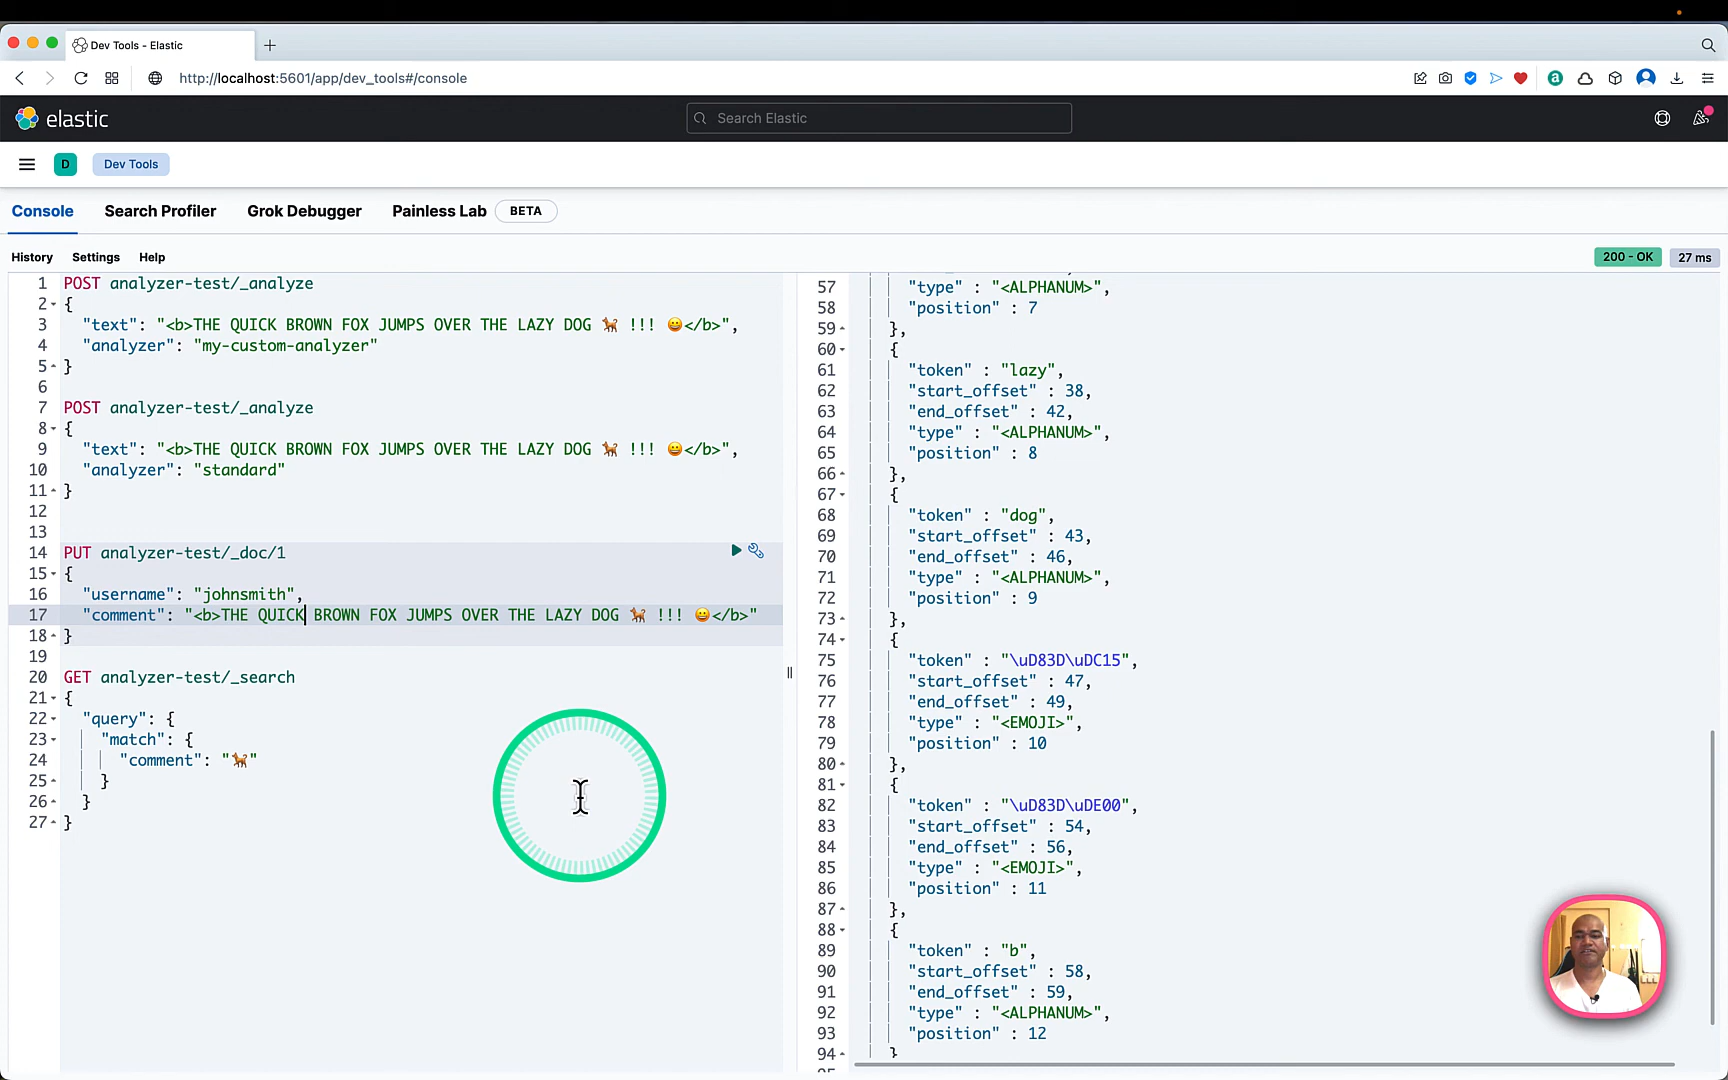 Dev Tools - Elastic
http://localhost:5601/app/dev_tools#/console
elastic
Search Elastic
D
Dev Tools
Console
Search Profiler
Grok Debugger
Painless Lab
BETA
History
Settings
Help
200 - OK
27 ms
1 POST analyzer-test/_analyze
2 {
3 "text": "<b>THE QUICK BROWN FOX JUMPS OVER THE LAZY DOG 🐕 !!! 😀</b>",
4 "analyzer": "my-custom-analyzer"
5 }
6
7 POST analyzer-test/_analyze
8 {
9 "text": "<b>THE QUICK BROWN FOX JUMPS OVER THE LAZY DOG 🐕 !!! 😀</b>",
10 "analyzer": "standard"
11 }
12
13
14 PUT analyzer-test/_doc/1
15 {
16 "username": "johnsmith",
17 "comment": "<b>THE QUICK BROWN FOX JUMPS OVER THE LAZY DOG 🐕 !!! 😀</b>"
18 }
19
20 GET analyzer-test/_search
21 {
22 "query": {
23 "match": {
24 "comment": "🐕"
25 }
26 }
27 }
57 "type" : "<ALPHANUM>",
58 "position" : 7
59 },
60 {
61 "token" : "lazy",
62 "start_offset" : 38,
63 "end_offset" : 42,
64 "type" : "<ALPHANUM>",
65 "position" : 8
66 },
67 {
68 "token" : "dog",
69 "start_offset" : 43,
70 "end_offset" : 46,
71 "type" : "<ALPHANUM>",
72 "position" : 9
73 },
74 {
75 "token" : "\uD83D\uDC15",
76 "start_offset" : 47,
77 "end_offset" : 49,
78 "type" : "<EMOJI>",
79 "position" : 10
80 },
81 {
82 "token" : "\uD83D\uDE00",
83 "start_offset" : 54,
84 "end_offset" : 56,
85 "type" : "<EMOJI>",
86 "position" : 11
87 },
88 {
89 "token" : "b",
90 "start_offset" : 58,
91 "end_offset" : 59,
92 "type" : "<ALPHANUM>",
93 "position" : 12
94 }